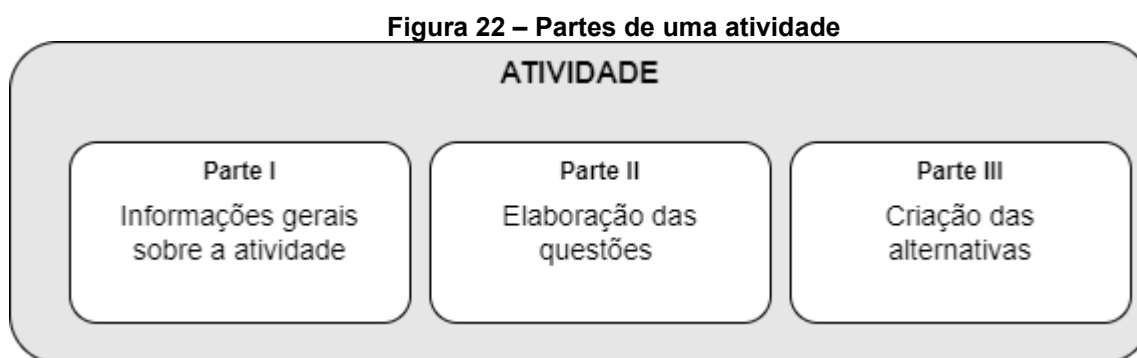 Figura 22 – Partes de uma atividade
ATIVIDADE
Parte I
Informações gerais
sobre a atividade
Parte II
Elaboração das
questões
Parte III
Criação das
alternativas